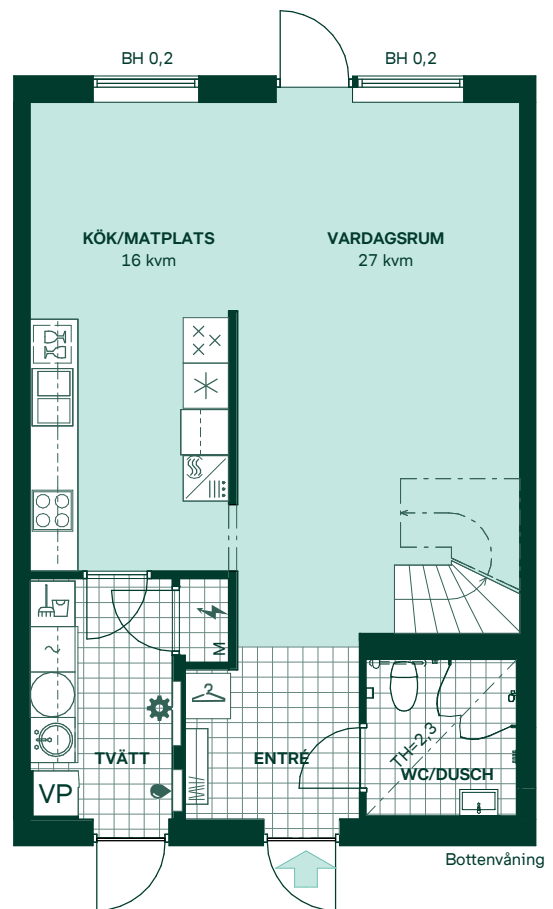 BH 0,2
BH 0,2
KÖK/MATPLATS
16 kvm
VARDAGSRUM
27 kvm
M
TH=2,3
TVÄTT
ENTRÉ
WC/DUSCH
VP
Bottenvåning